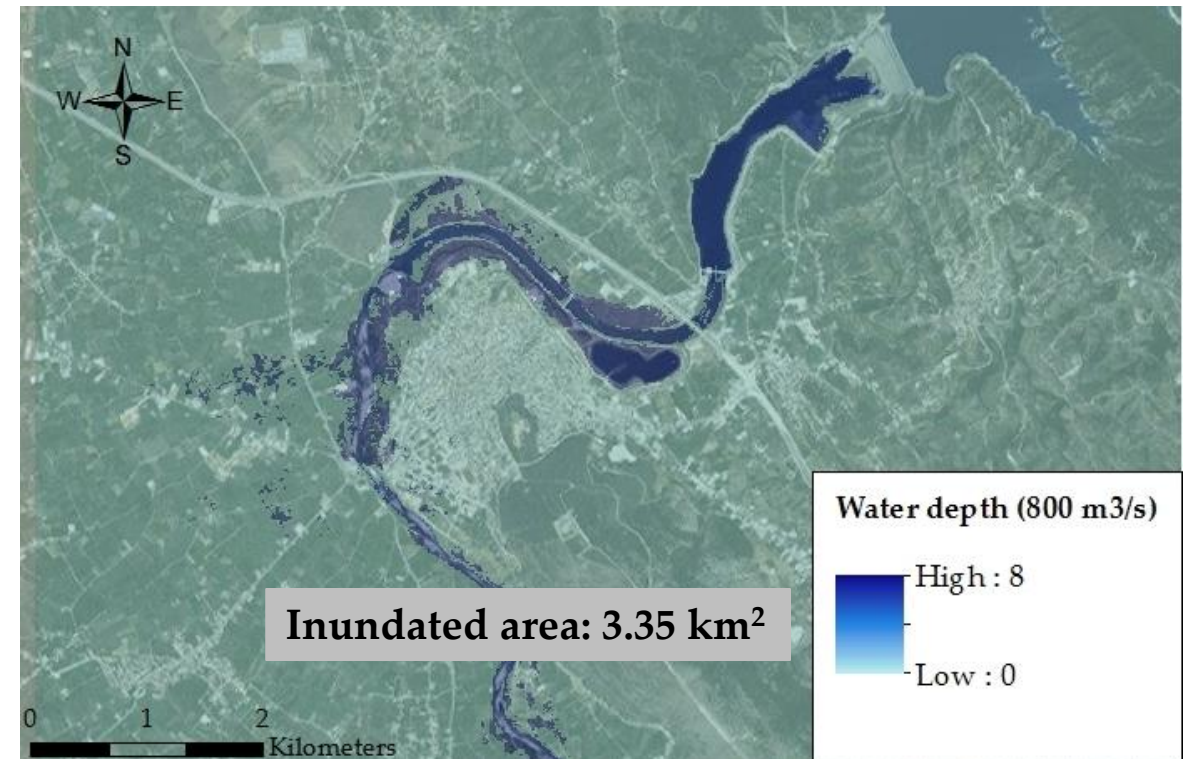 N
W E
S
Water depth (800 m3/s)
High : 8
Low : 0
Inundated area: 3.35 km²
0 1 2
Kilometers